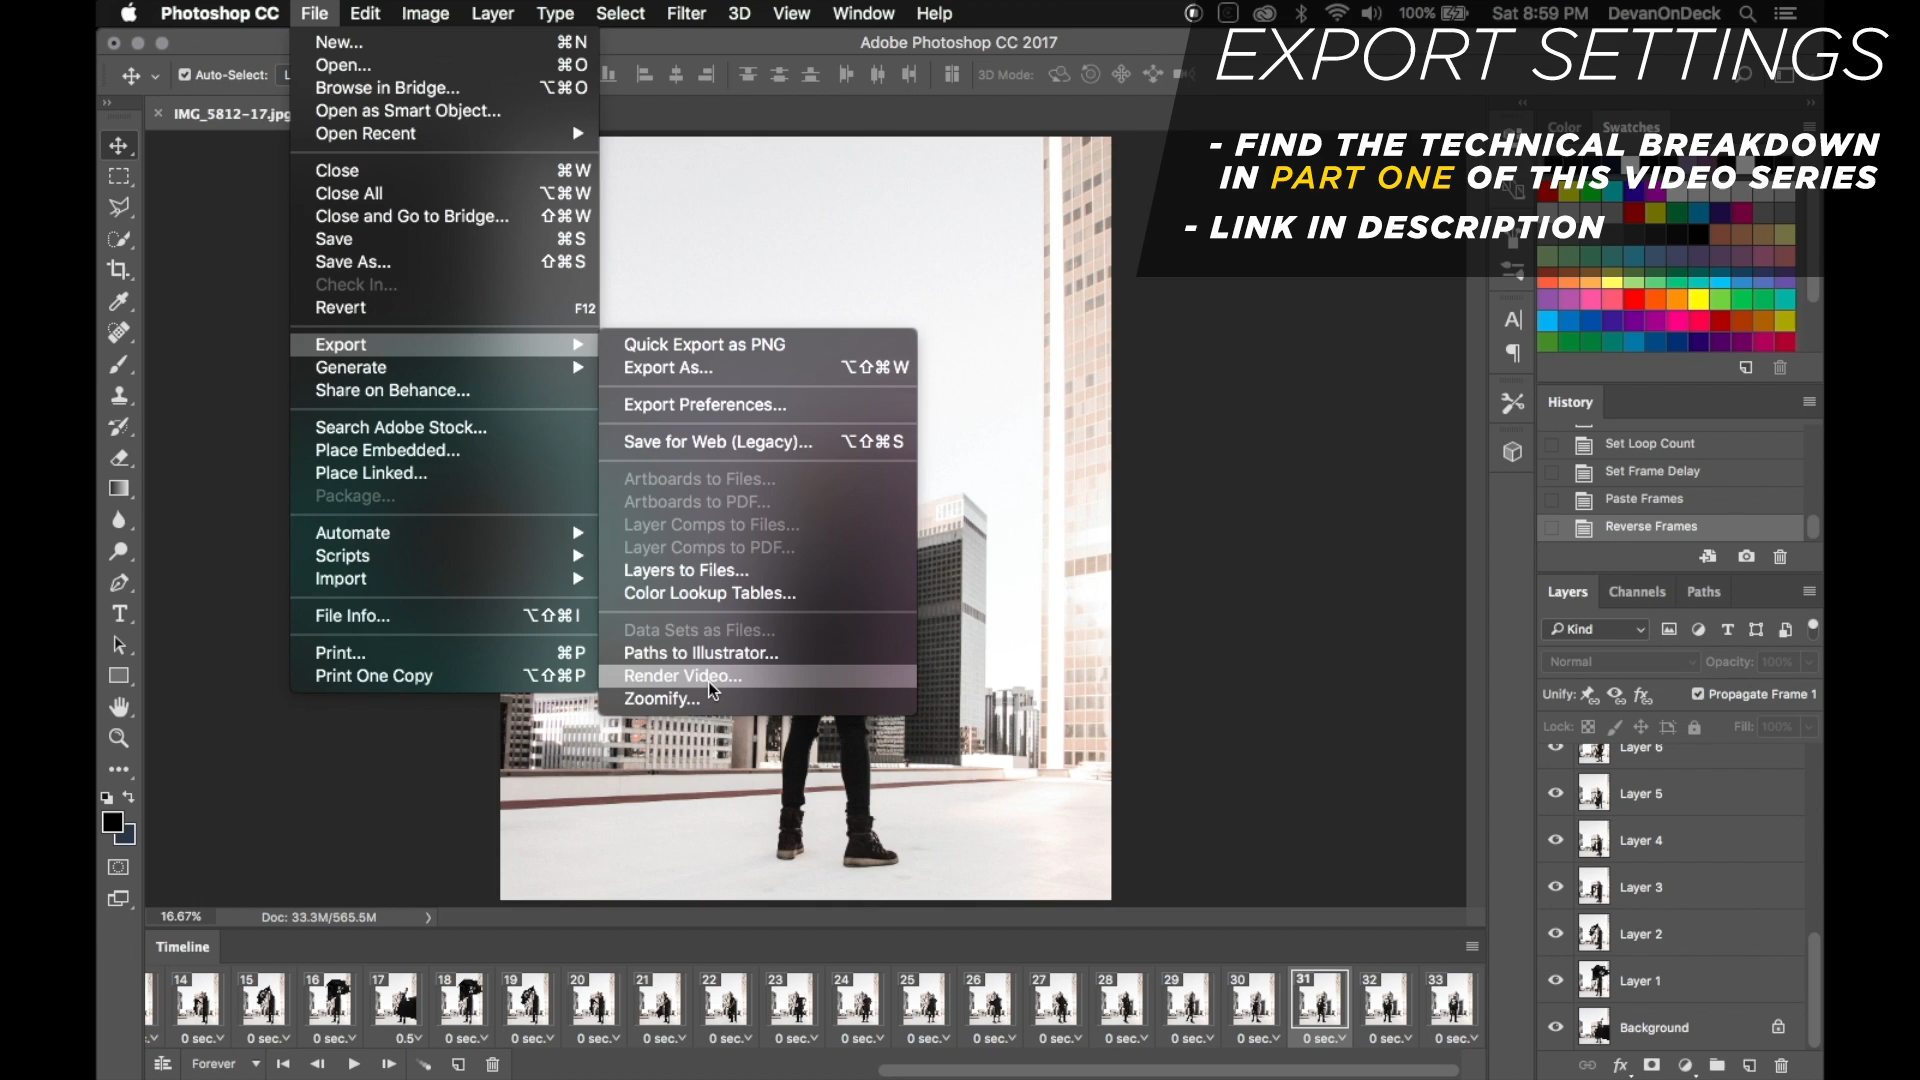 Photoshop CC File Edit Image Layer Type Select Filter 3D View Window Help 100% Sat 8:59 PM DevanOnDeck
Adobe Photoshop CC 2017
Auto-Select:
3D Mode:
EXPORT SETTINGS
- FIND THE TECHNICAL BREAKDOWN
IN PART ONE OF THIS VIDEO SERIES
- LINK IN DESCRIPTION
IMG_5812-17.jpg
New... ⌘N
Open... ⌘O
Browse in Bridge... ⌥⌘O
Open as Smart Object...
Open Recent
Close ⌘W
Close All ⌥⌘W
Close and Go to Bridge... ⇧⌘W
Save ⌘S
Save As... ⇧⌘S
Check In...
Revert F12
Export
Generate
Share on Behance...
Search Adobe Stock...
Place Embedded...
Place Linked...
Package...
Automate
Scripts
Import
File Info... ⌥⇧⌘I
Print... ⌘P
Print One Copy ⌥⇧⌘P
Quick Export as PNG
Export As... ⌥⇧⌘W
Export Preferences...
Save for Web (Legacy)... ⌥⇧⌘S
Artboards to Files...
Artboards to PDF...
Layer Comps to Files...
Layer Comps to PDF...
Layers to Files...
Color Lookup Tables...
Data Sets as Files...
Paths to Illustrator...
Render Video...
Zoomify...
Color Swatches
History
Set Loop Count
Set Frame Delay
Paste Frames
Reverse Frames
Layers Channels Paths
Kind
Normal Opacity: 100%
Unify: Propagate Frame 1
Lock: Fill: 100%
Layer 6
Layer 5
Layer 4
Layer 3
Layer 2
Layer 1
Background
16.67% Doc: 33.3M/565.5M
Timeline
14 15 16 17 18 19 20 21 22 23 24 25 26 27 28 29 30 31 32 33
0 sec. 0 sec. 0 sec. 0.5 0 sec. 0 sec. 0 sec. 0 sec. 0 sec. 0 sec. 0 sec. 0 sec. 0 sec. 0 sec. 0 sec. 0 sec. 0 sec. 0 sec. 0 sec. 0 sec.
Forever